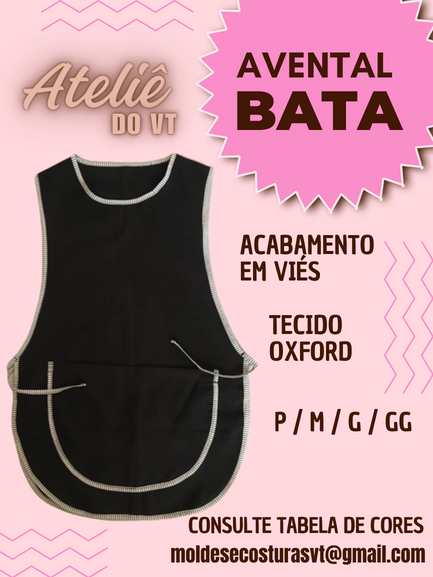 Ateliê
DO VT
AVENTAL
BATA
ACABAMENTO
EM VIÉS
TECIDO
OXFORD
P / M / G / GG
CONSULTE TABELA DE CORES
moldesecosturasvt@gmail.com